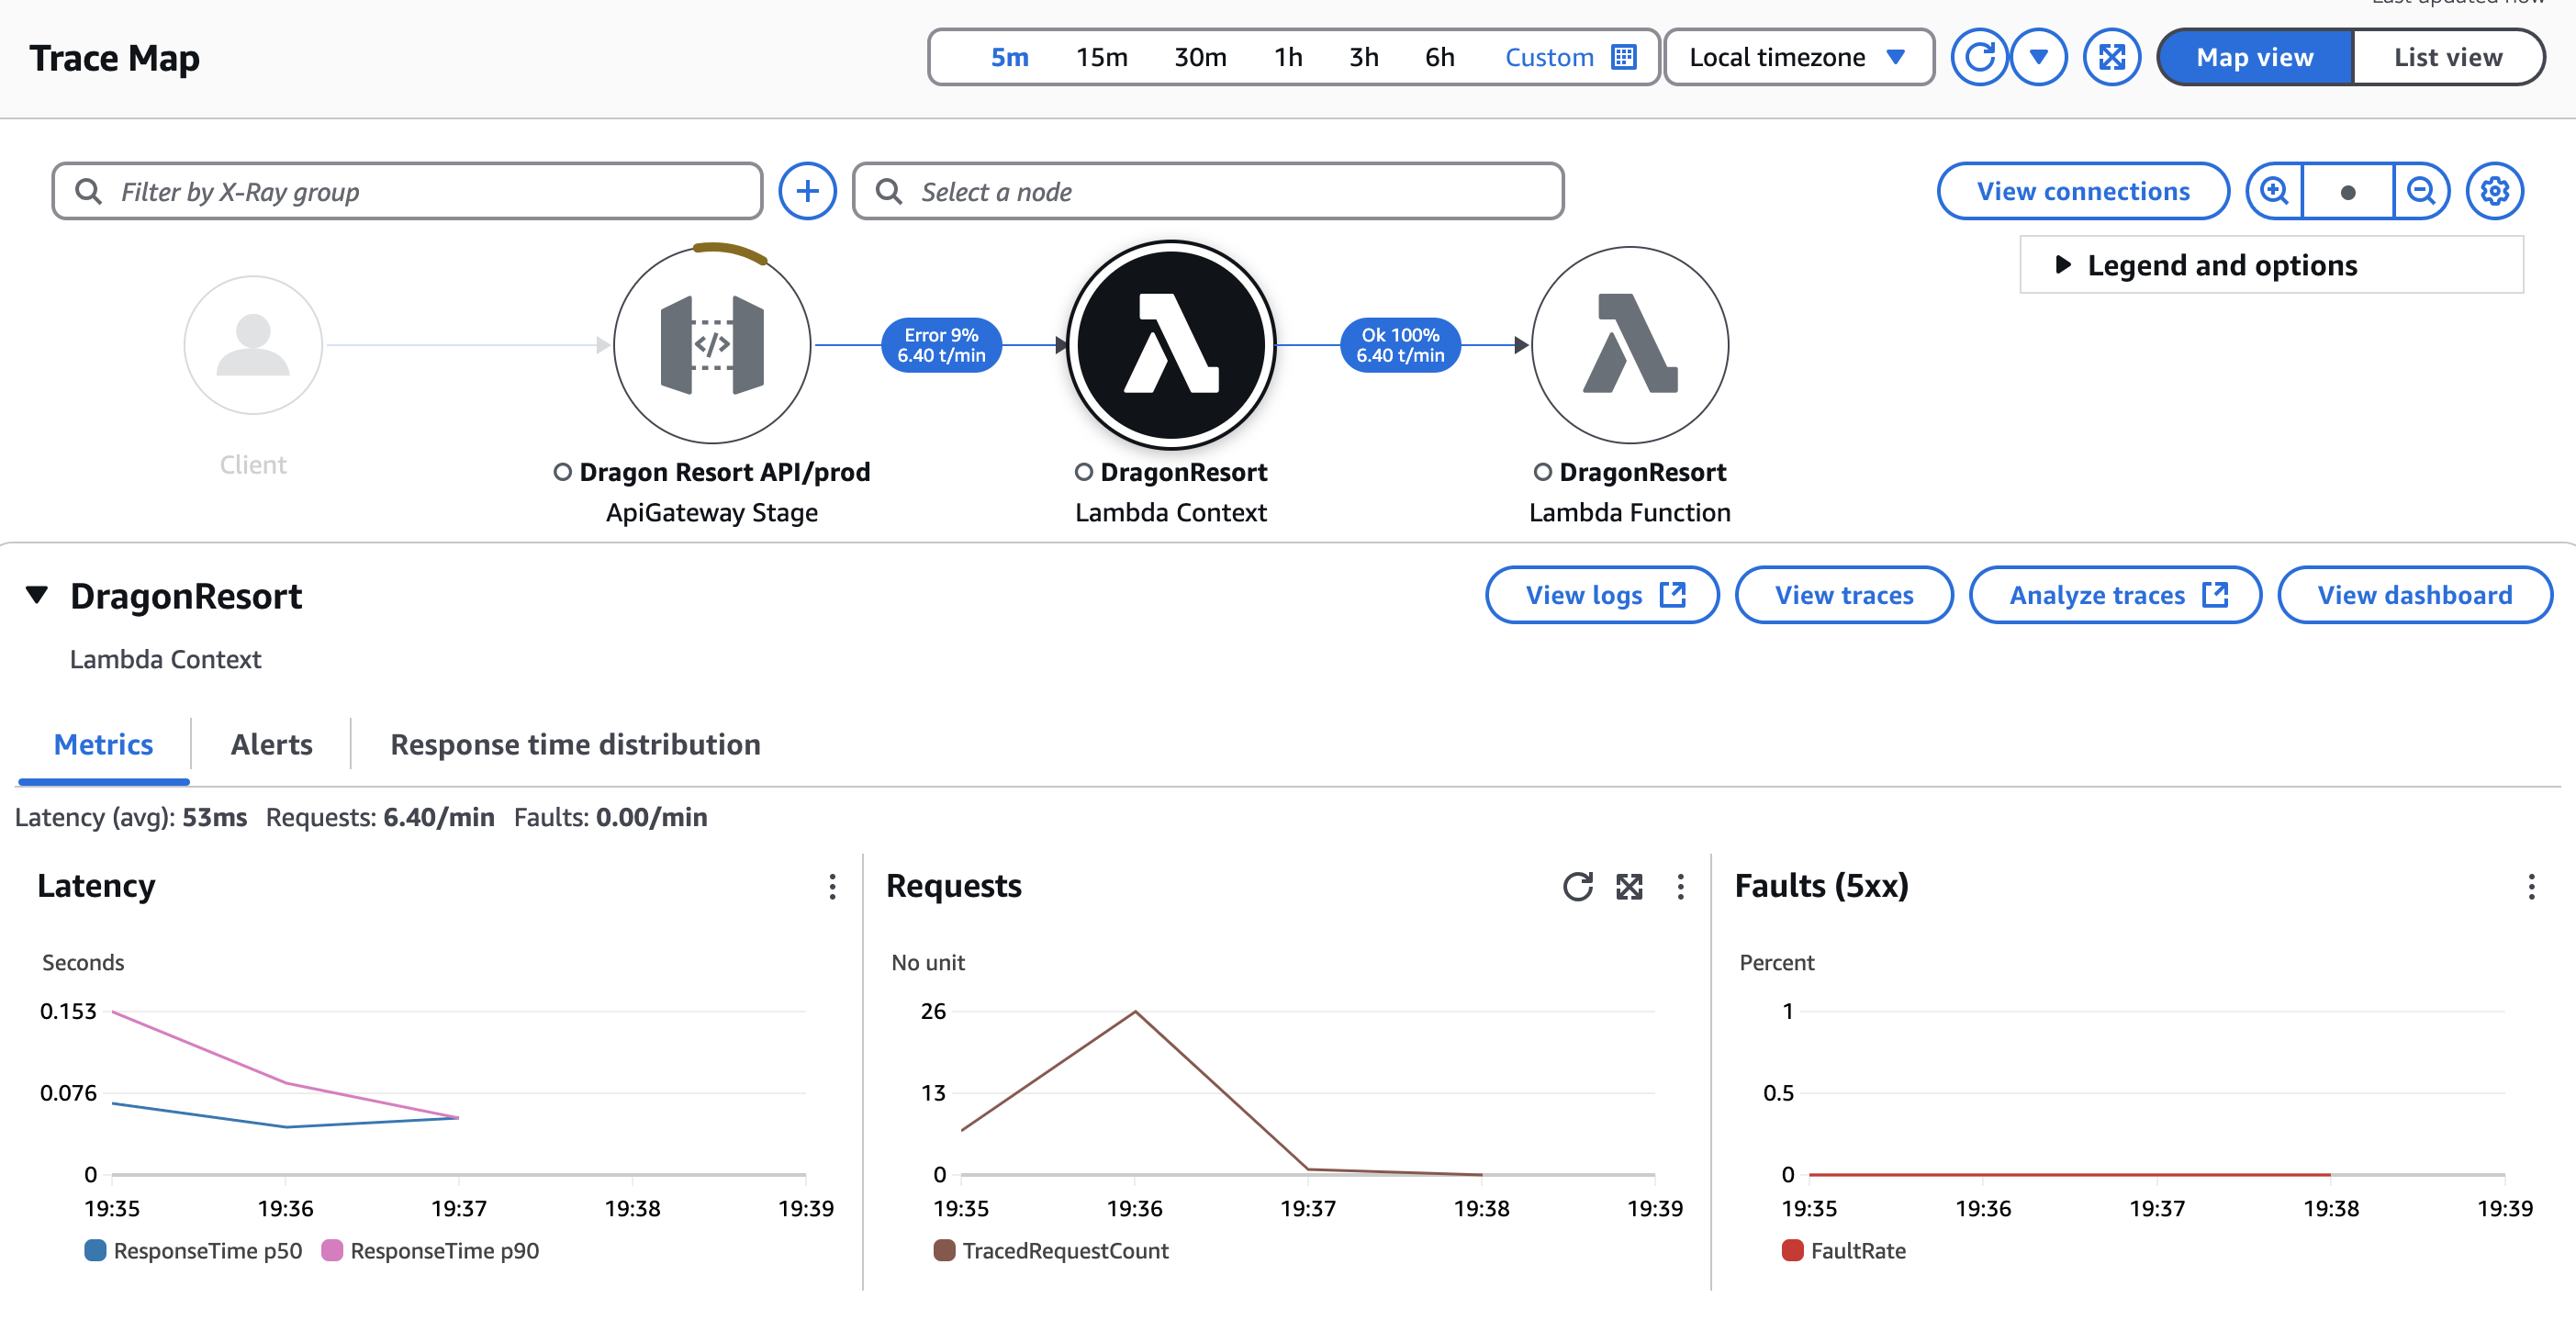 Last updated now
Trace Map
5m 15m 30m 1h 3h 6h Custom
Local timezone
Map view
List view
Filter by X-Ray group
Select a node
View connections
Legend and options
Client
</>
Dragon Resort API/prod
ApiGateway Stage
Error 9%
6.40 t/min
DragonResort
Lambda Context
Ok 100%
6.40 t/min
DragonResort
Lambda Function
DragonResort
Lambda Context
View logs
View traces
Analyze traces
View dashboard
Metrics
Alerts
Response time distribution
Latency (avg): 53ms Requests: 6.40/min Faults: 0.00/min
Latency
Seconds
0.153
0.076
0
19:35 19:36 19:37 19:38 19:39
ResponseTime p50 ResponseTime p90
Requests
No unit
26
13
0
19:35 19:36 19:37 19:38 19:39
TracedRequestCount
Faults (5xx)
Percent
1
0.5
0
19:35 19:36 19:37 19:38 19:39
FaultRate